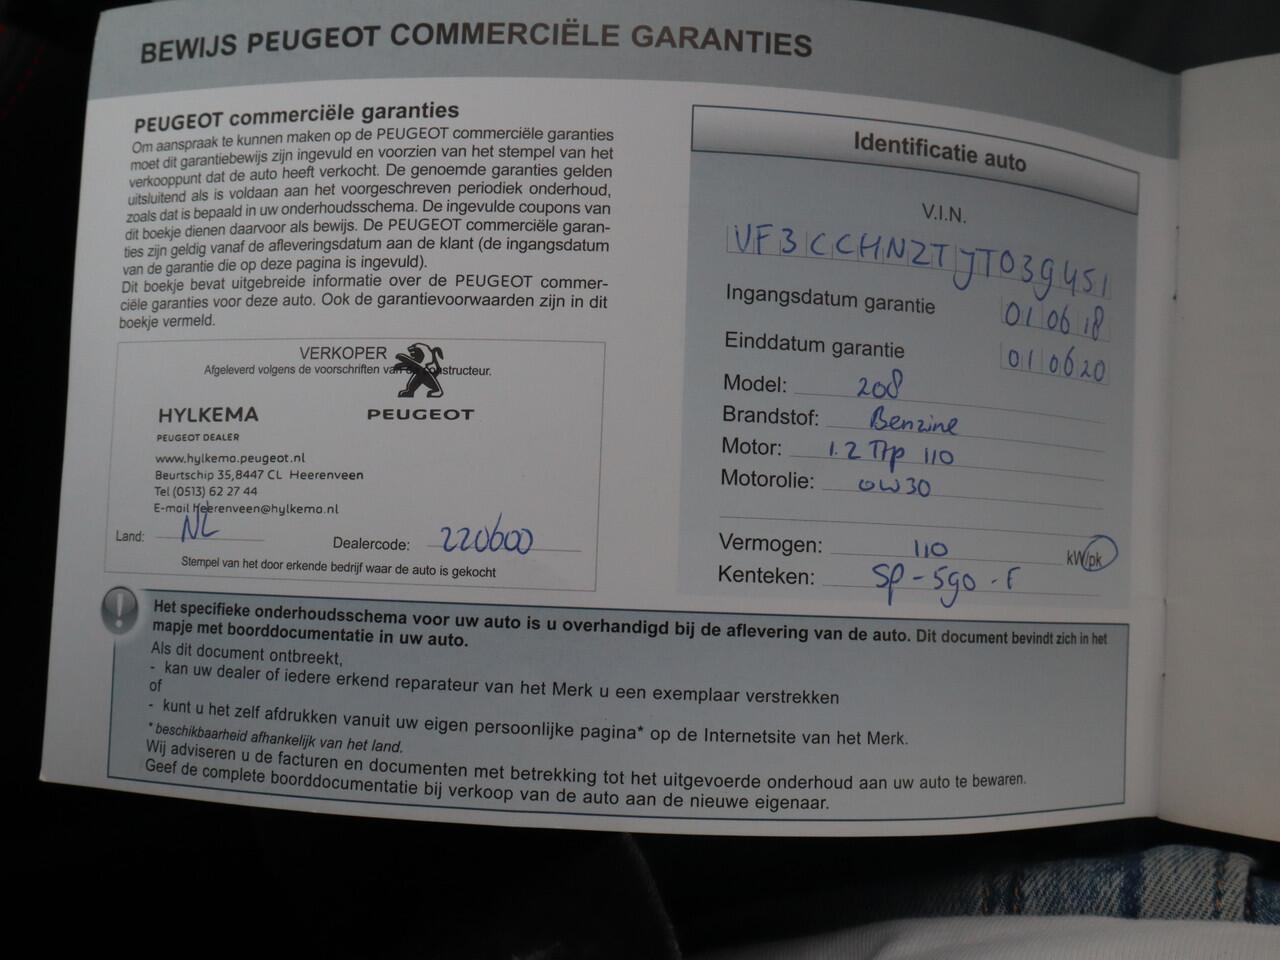 BEWIJS PEUGEOT COMMERCIËLE GARANTIES
PEUGEOT commerciële garanties
Om aanspraak te kunnen maken op de PEUGEOT commerciële garanties
moet dit garantiebewijs zijn ingevuld en voorzien van het stempel van het
verkooppunt dat de auto heeft verkocht. De genoemde garanties gelden
uitsluitend als is voldaan aan het voorgeschreven periodiek onderhoud,
zoals dat is bepaald in uw onderhoudsschema. De ingevulde coupons van
dit boekje dienen daarvoor als bewijs. De PEUGEOT commerciële garan-
ties zijn geldig vanaf de afleveringsdatum aan de klant (de ingangsdatum
van de garantie die op deze pagina is ingevuld).
Dit boekje bevat uitgebreide informatie over de PEUGEOT commer-
ciële garanties voor deze auto. Ook de garantievoorwaarden zijn in dit
boekje vermeld.
VERKOPER
Afgeleverd volgens de voorschriften van de constructeur.
HYLKEMA
PEUGEOT
PEUGEOT DEALER
www.hylkema.peugeot.nl
Beurtschip 35,8447 CL Heerenveen
Tel (0513) 62 27 44
E-mail Heerenveen@hylkema.nl
Land: NL
Dealercode: 220600
Stempel van het door erkende bedrijf waar de auto is gekocht
Identificatie auto
V.I.N.
VF3CCHNZTJT039451
Ingangsdatum garantie 01 06 18
Einddatum garantie 01 06 20
Model: 208
Brandstof: Benzine
Motor: 1.2 Thp 110
Motorolie: 0W30
Vermogen: 110 kW/pk
Kenteken: SP-590-F
Het specifieke onderhoudsschema voor uw auto is u overhandigd bij de aflevering van de auto. Dit document bevindt zich in het
mapje met boorddocumentatie in uw auto.
Als dit document ontbreekt,
- kan uw dealer of iedere erkend reparateur van het Merk u een exemplaar verstrekken
of
- kunt u het zelf afdrukken vanuit uw eigen persoonlijke pagina* op de Internetsite van het Merk.
* beschikbaarheid afhankelijk van het land.
Wij adviseren u de facturen en documenten met betrekking tot het uitgevoerde onderhoud aan uw auto te bewaren.
Geef de complete boorddocumentatie bij verkoop van de auto aan de nieuwe eigenaar.